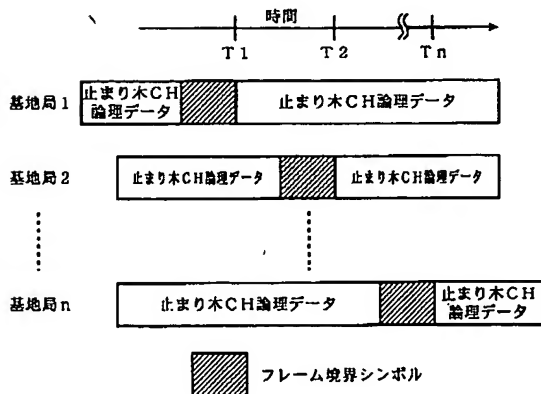 時間
T1 T2 Tn
基地局1
止まり木CH
論理データ
止まり木CH論理データ
基地局2
止まり木CH論理データ
止まり木CH論理データ
基地局n
止まり木CH論理データ
止まり木CH
論理データ
フレーム境界シンボル